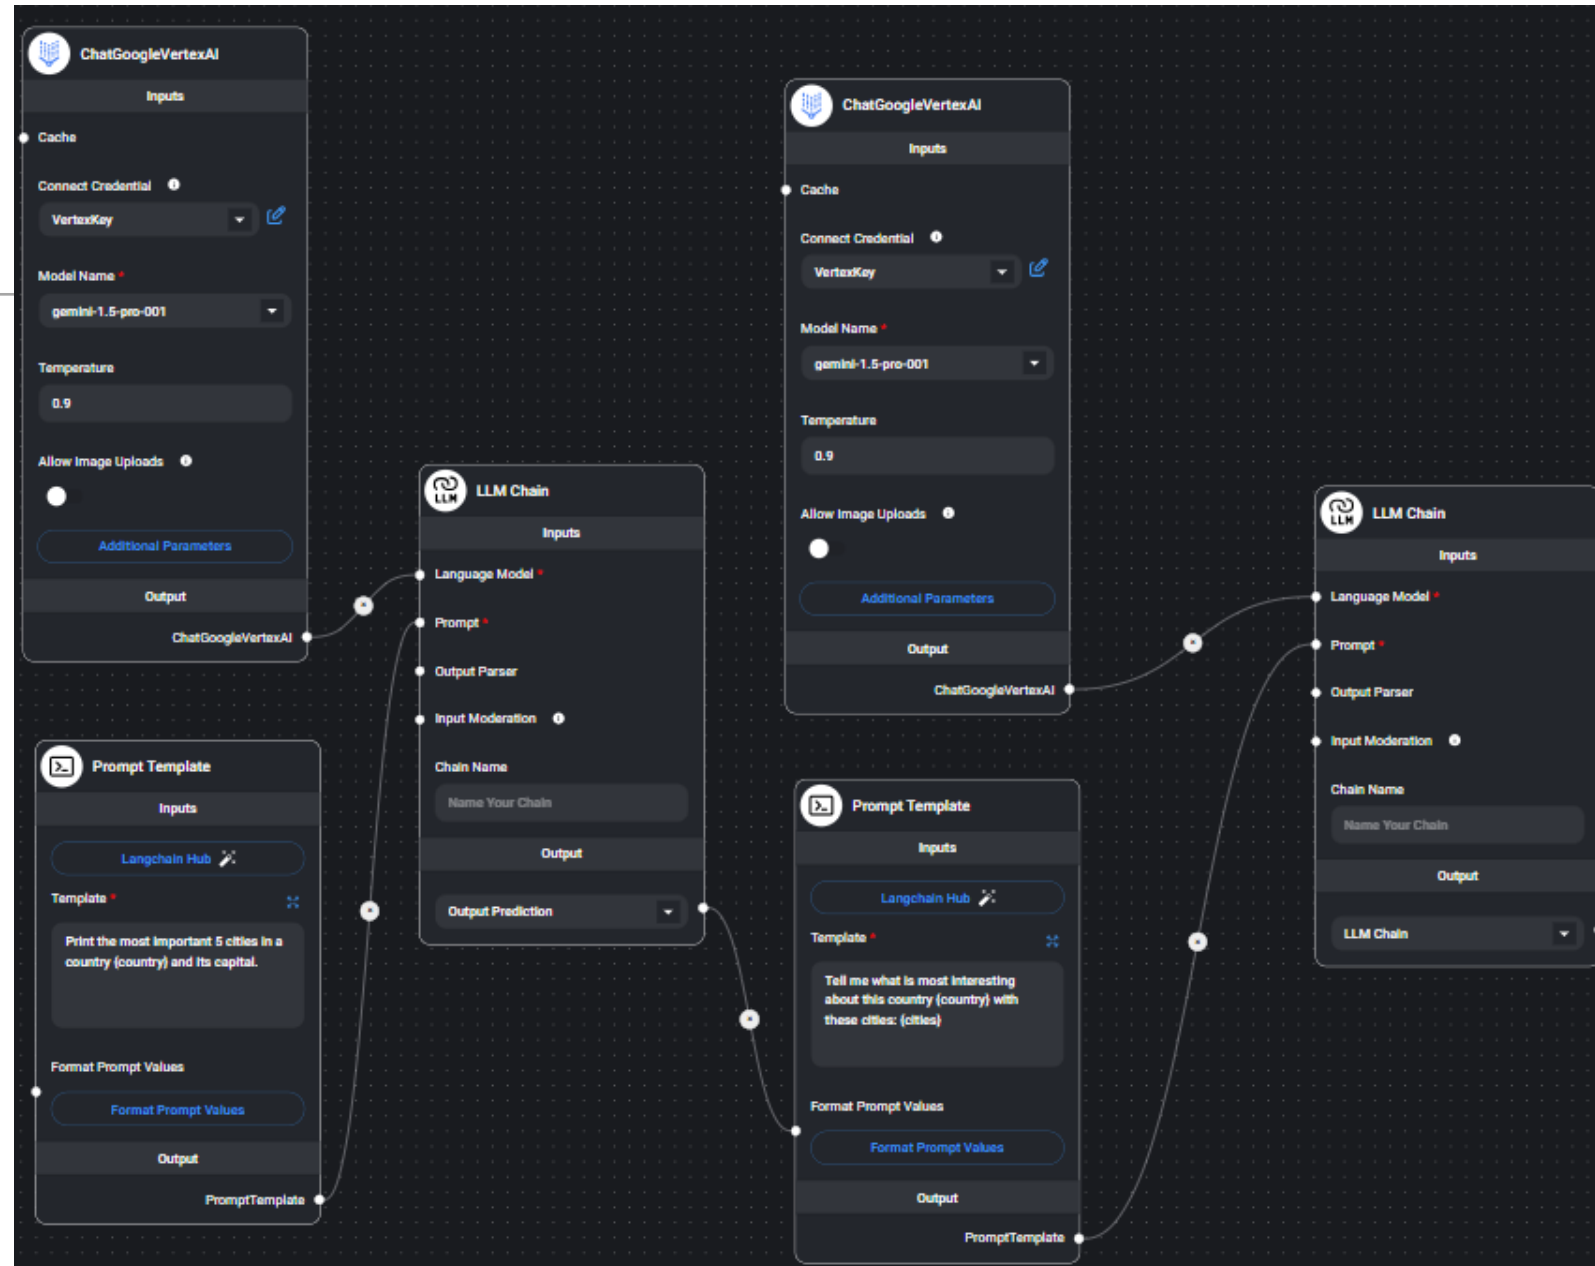 ChatGoogleVertexAI
Inputs
Cache
Connect Credential
VertexKey
Model Name *
gemini-1.5-pro-001
Temperature
0.9
Allow Image Uploads
Additional Parameters
Output
ChatGoogleVertexAI
Prompt Template
Inputs
Langchain Hub
Template *
Print the most important 5 cities in a
country {country} and its capital.
Format Prompt Values
Format Prompt Values
Output
PromptTemplate
LLM
LLM Chain
Inputs
Language Model *
Prompt *
Output Parser
Input Moderation
Chain Name
Name Your Chain
Output
Output Prediction
ChatGoogleVertexAI
Inputs
Cache
Connect Credential
VertexKey
Model Name *
gemini-1.5-pro-001
Temperature
0.9
Allow Image Uploads
Additional Parameters
Output
ChatGoogleVertexAI
Prompt Template
Inputs
Langchain Hub
Template *
Tell me what is most interesting
about this country {country} with
these cities: {cities}
Format Prompt Values
Format Prompt Values
Output
PromptTemplate
LLM
LLM Chain
Inputs
Language Model *
Prompt *
Output Parser
Input Moderation
Chain Name
Name Your Chain
Output
LLM Chain